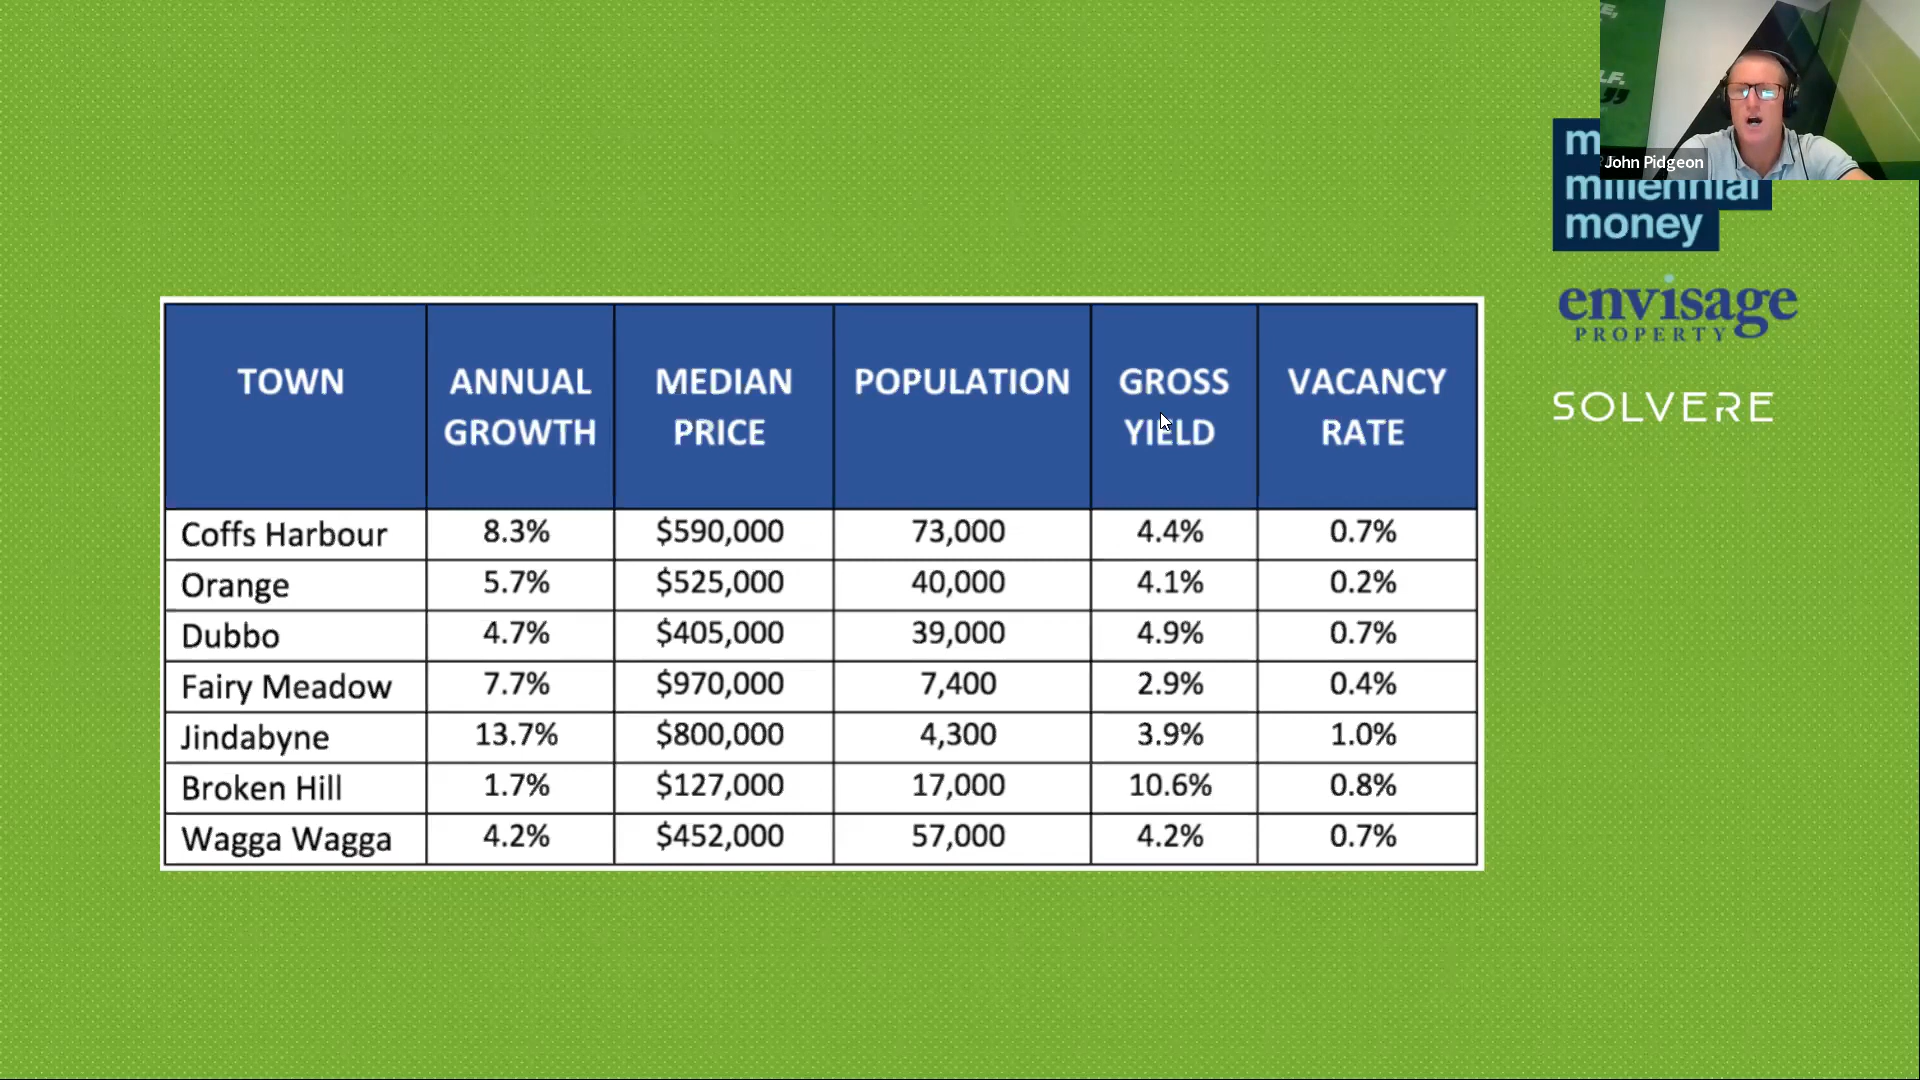 TOWN ANNUAL GROWTH MEDIAN PRICE POPULATION GROSS YIELD VACANCY RATE
Coffs Harbour 8.3% $590,000 73,000 4.4% 0.7%
Orange 5.7% $525,000 40,000 4.1% 0.2%
Dubbo 4.7% $405,000 39,000 4.9% 0.7%
Fairy Meadow 7.7% $970,000 7,400 2.9% 0.4%
Jindabyne 13.7% $800,000 4,300 3.9% 1.0%
Broken Hill 1.7% $127,000 17,000 10.6% 0.8%
Wagga Wagga 4.2% $452,000 57,000 4.2% 0.7%
John Pidgeon
millennial
money
envisage
PROPERTY
SOLVERE